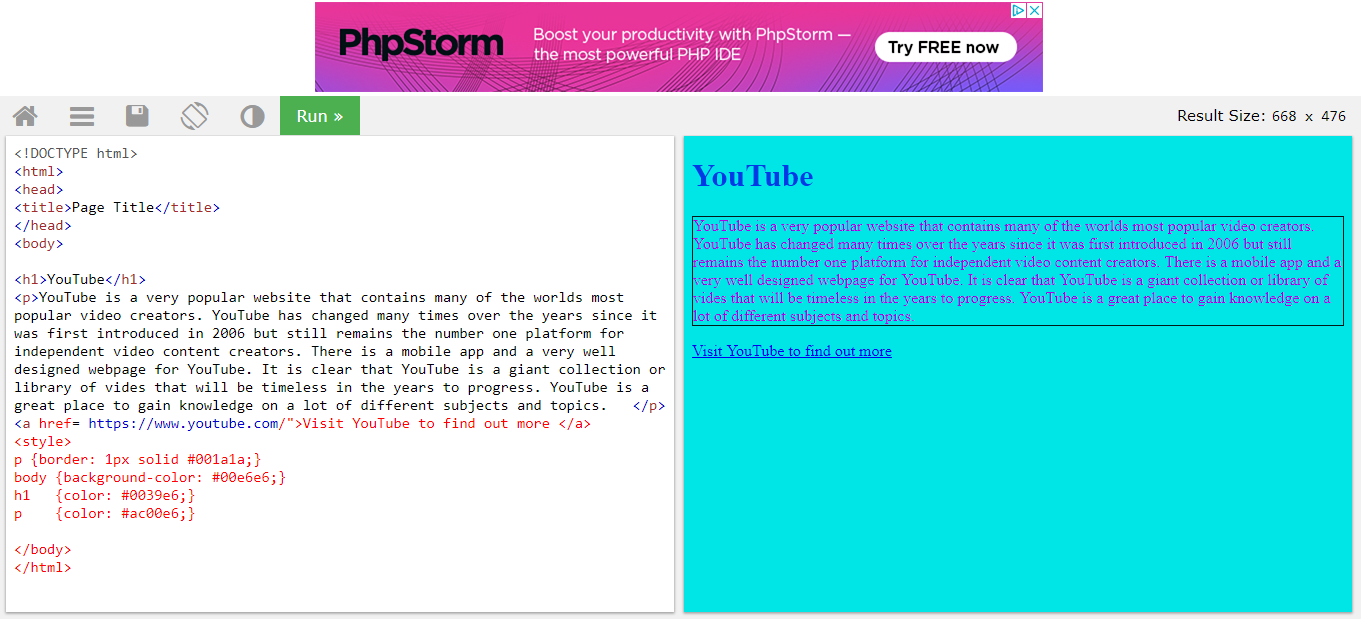 PhpStorm
Boost your productivity with PhpStorm —
the most powerful PHP IDE
Try FREE now
Run »
Result Size: 668 x 476
<!DOCTYPE html>
<html>
<head>
<title>Page Title</title>
</head>
<body>
<h1>YouTube</h1>
<p>YouTube is a very popular website that contains many of the worlds most
popular video creators. YouTube has changed many times over the years since it
was first introduced in 2006 but still remains the number one platform for
independent video content creators. There is a mobile app and a very well
designed webpage for YouTube. It is clear that YouTube is a giant collection or
library of vides that will be timeless in the years to progress. YouTube is a
great place to gain knowledge on a lot of different subjects and topics.   </p>
<a href= https://www.youtube.com/">Visit YouTube to find out more </a>
<style>
p {border: 1px solid #001a1a;}
body {background-color: #00e6e6;}
h1   {color: #0039e6;}
p    {color: #ac00e6;}
</body>
</html>
YouTube
YouTube is a very popular website that contains many of the worlds most popular video creators.
YouTube has changed many times over the years since it was first introduced in 2006 but still
remains the number one platform for independent video content creators. There is a mobile app and a
very well designed webpage for YouTube. It is clear that YouTube is a giant collection or library of
vides that will be timeless in the years to progress. YouTube is a great place to gain knowledge on a
lot of different subjects and topics.
Visit YouTube to find out more